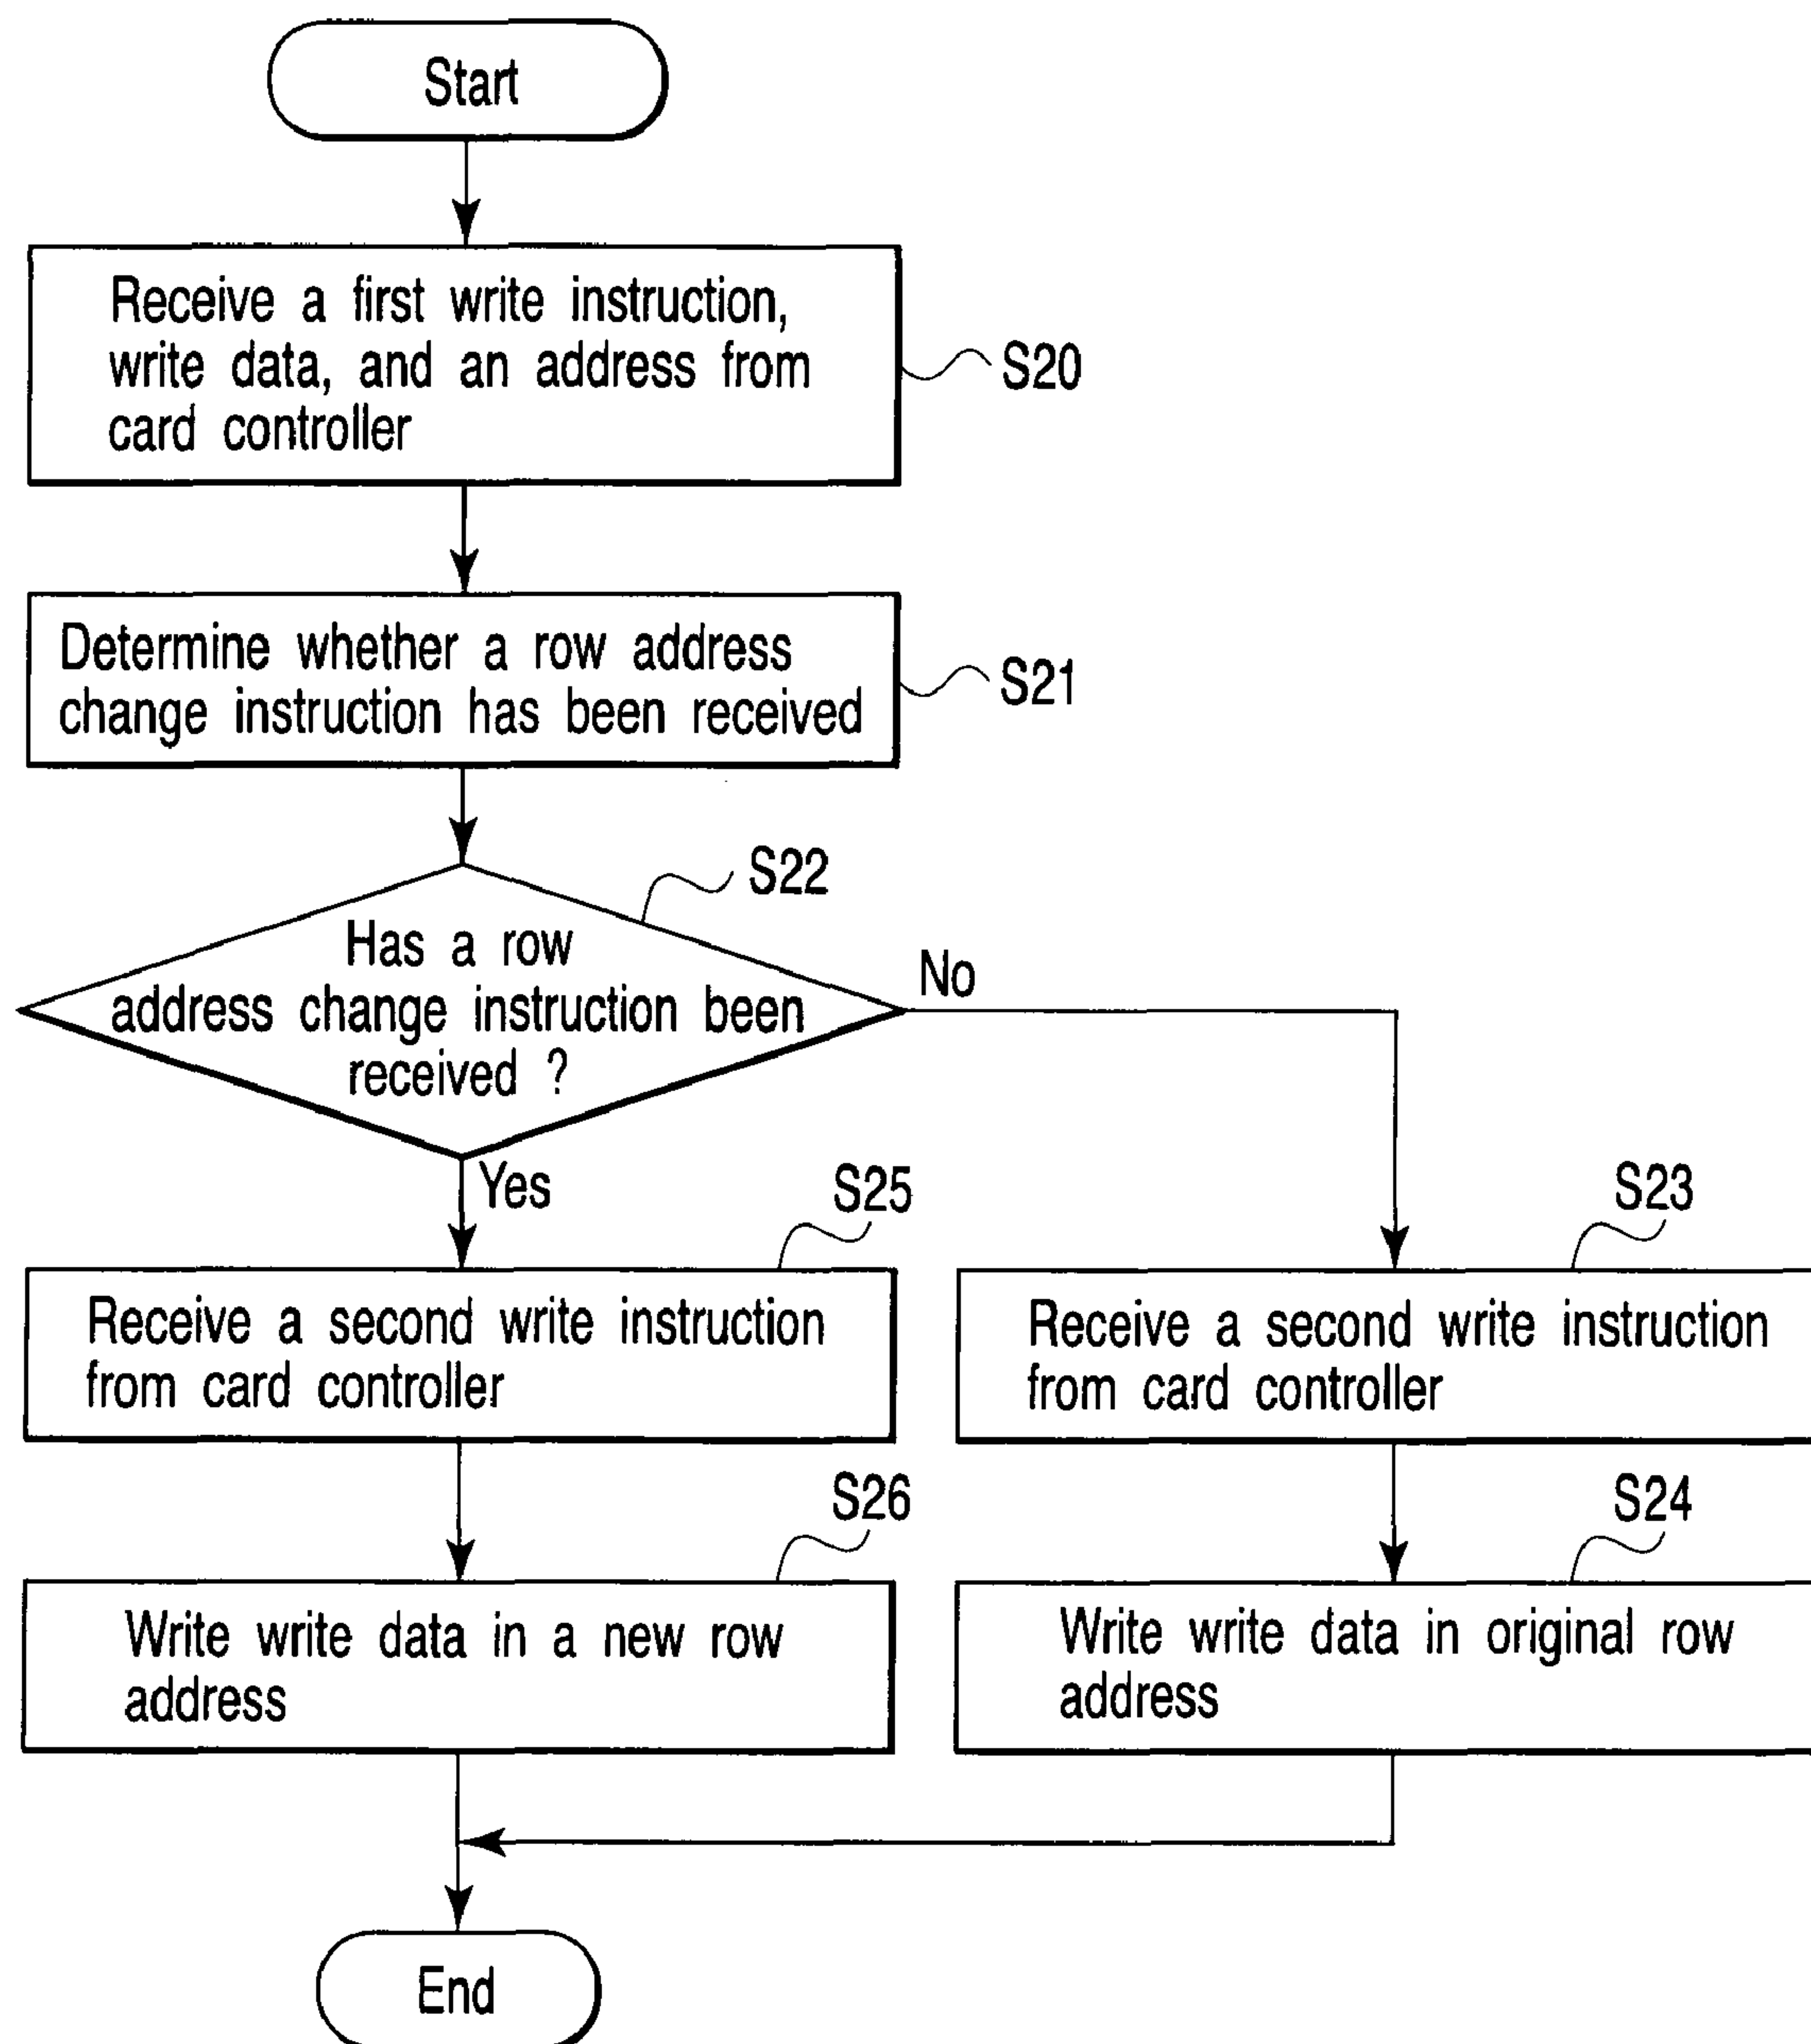 Start
Receive a first write instruction,
write data, and an address from
card controller
S20
Determine whether a row address
change instruction has been received
S21
S22
Has a row
address change instruction been
received ?
No
Yes
S25
Receive a second write instruction
from card controller
S23
Receive a second write instruction
from card controller
S26
Write write data in a new row
address
S24
Write write data in original row
address
End